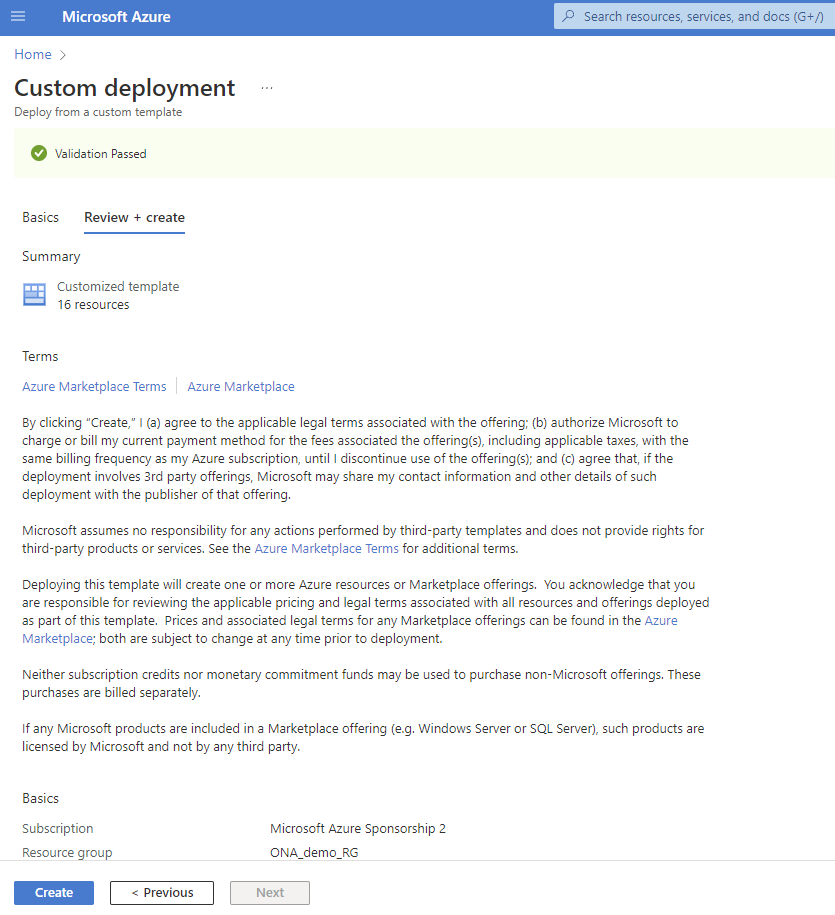 Microsoft Azure
Search resources, services, and docs (G+/)
Home
Custom deployment ...
Deploy from a custom template
Validation Passed
Basics Review + create
Summary
Customized template
16 resources
Terms
Azure Marketplace Terms Azure Marketplace
By clicking “Create,” I (a) agree to the applicable legal terms associated with the offering; (b) authorize Microsoft to
charge or bill my current payment method for the fees associated the offering(s), including applicable taxes, with the
same billing frequency as my Azure subscription, until I discontinue use of the offering(s); and (c) agree that, if the
deployment involves 3rd party offerings, Microsoft may share my contact information and other details of such
deployment with the publisher of that offering.
Microsoft assumes no responsibility for any actions performed by third-party templates and does not provide rights for
third-party products or services. See the Azure Marketplace Terms for additional terms.
Deploying this template will create one or more Azure resources or Marketplace offerings. You acknowledge that you
are responsible for reviewing the applicable pricing and legal terms associated with all resources and offerings deployed
as part of this template. Prices and associated legal terms for any Marketplace offerings can be found in the Azure
Marketplace; both are subject to change at any time prior to deployment.
Neither subscription credits nor monetary commitment funds may be used to purchase non-Microsoft offerings. These
purchases are billed separately.
If any Microsoft products are included in a Marketplace offering (e.g. Windows Server or SQL Server), such products are
licensed by Microsoft and not by any third party.
Basics
Subscription Microsoft Azure Sponsorship 2
Resource group ONA_demo_RG
Create < Previous Next